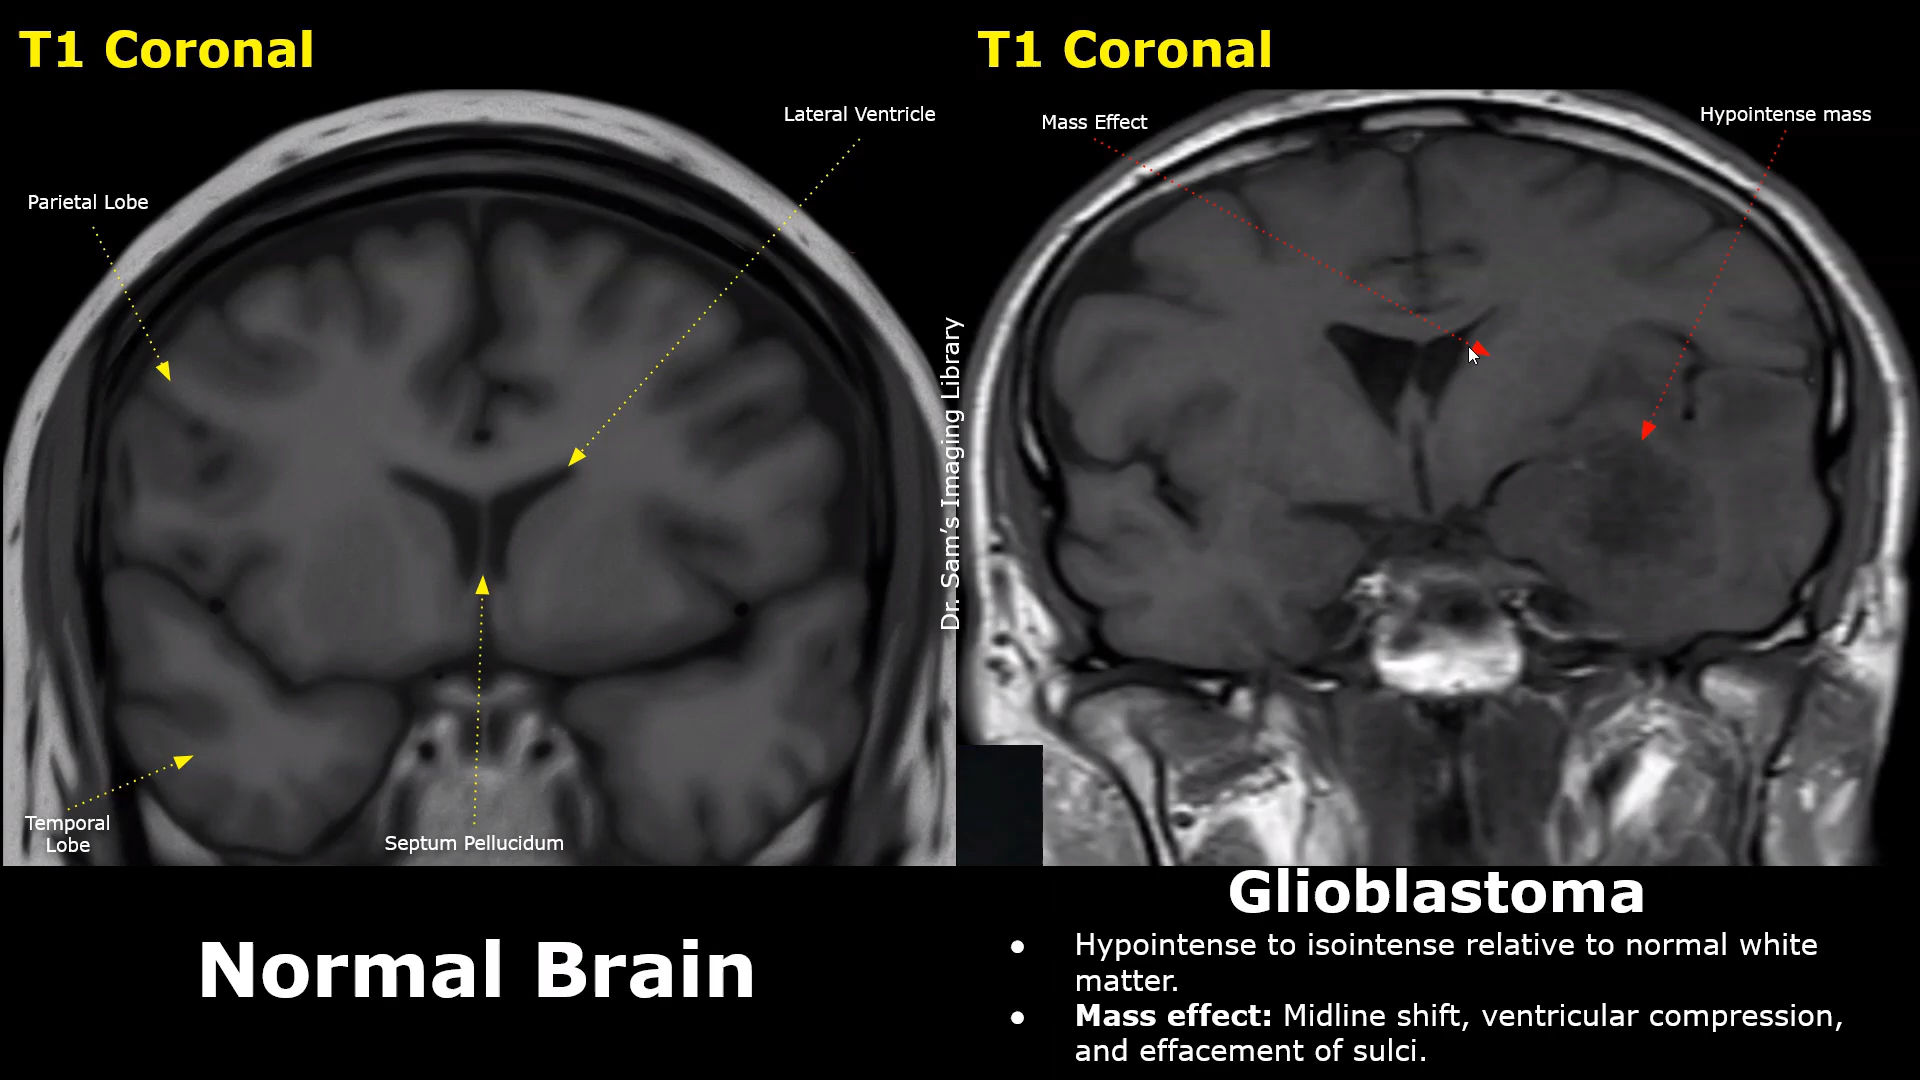 T1 Coronal
Lateral Ventricle
Parietal Lobe
Temporal
Lobe
Septum Pellucidum
Normal Brain
Dr. Sam’s Imaging Library
T1 Coronal
Mass Effect
Hypointense mass
Glioblastoma
● Hypointense to isointense relative to normal white
matter.
● Mass effect: Midline shift, ventricular compression,
and effacement of sulci.